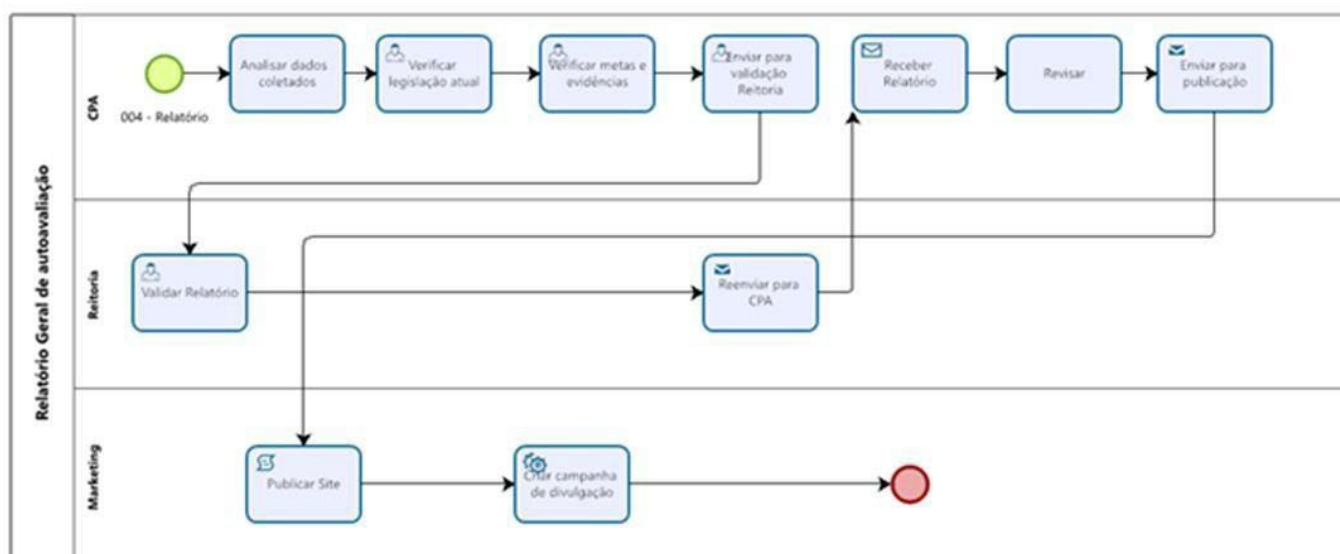 Relatório Geral de autoavaliação
CPA
004 - Relatório
Analisar dados
coletados
Verificar
legislação atual
Verificar metas e
evidências
Enviar para
validação
Reitoria
Receber
Relatório
Revisar
Enviar para
publicação
Reitoria
Validar Relatório
Reenviar para
CPA
Marketing
Publicar Site
Criar campanha
de divulgação